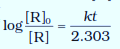 log [R]₀/[R] = kt/2.303